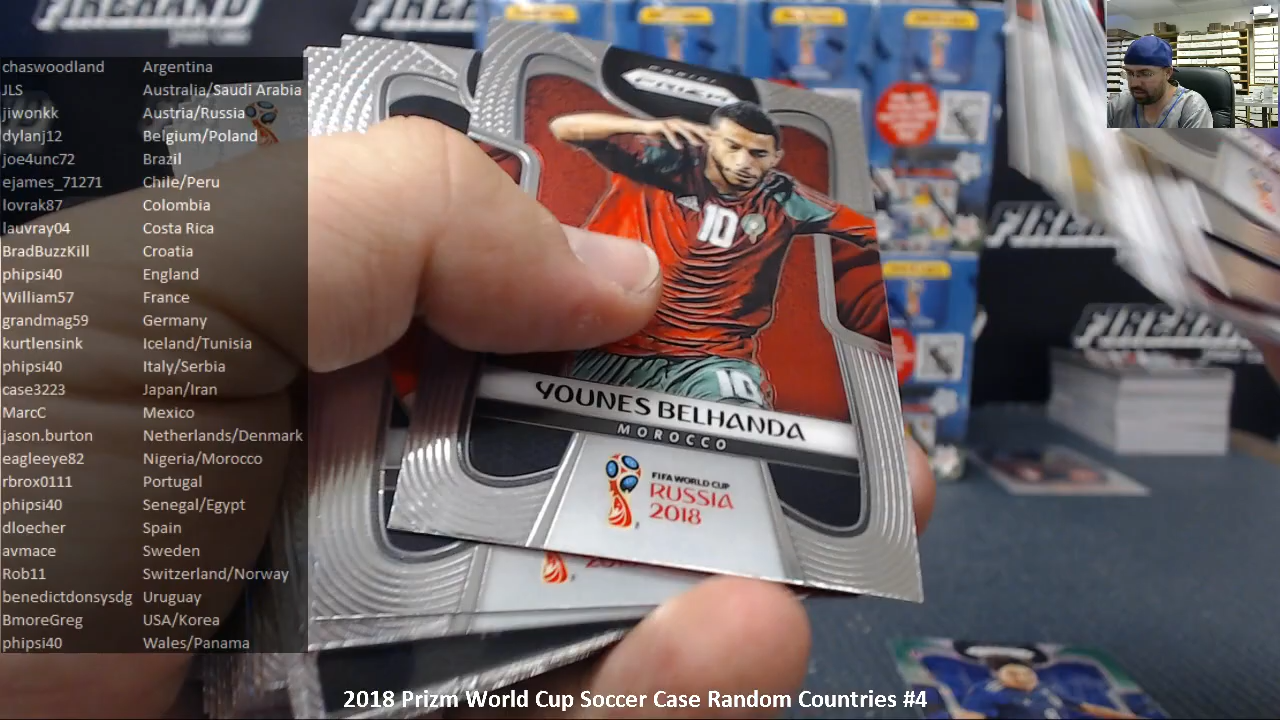 chaswoodland Argentina
JLS Australia/Saudi Arabia
jiwonkk Austria/Russia
dylanj12 Belgium/Poland
joe4unc72 Brazil
ejames_71271 Chile/Peru
lovrak87 Colombia
lauvray04 Costa Rica
BradBuzzKill Croatia
phipsi40 England
William57 France
grandmag59 Germany
kurtlensink Iceland/Tunisia
phipsi40 Italy/Serbia
case3223 Japan/Iran
MarcC Mexico
jason.burton Netherlands/Denmark
eagleeye82 Nigeria/Morocco
rbrox0111 Portugal
phipsi40 Senegal/Egypt
dloecher Spain
avmace Sweden
Rob11 Switzerland/Norway
benedictdonsysdg Uruguay
BmoreGreg USA/Korea
phipsi40 Wales/Panama
PANINI
PRIZM
10
10
YOUNES BELHANDA
MOROCCO
FIFA WORLD CUP
RUSSIA
2018
2018 Prizm World Cup Soccer Case Random Countries #4